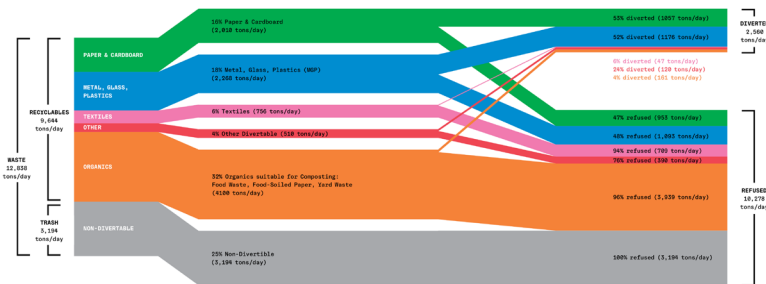 WASTE
12,838
tons/day
RECYCLABLES
9,644
tons/day
TRASH
3,194
tons/day
PAPER & CARDBOARD
METAL, GLASS,
PLASTICS
TEXTILES
OTHER
ORGANICS
NON-DIVERTABLE
16% Paper & Cardboard
(2,010 tons/day)
18% Metal, Glass, Plastics (MGP)
(2,268 tons/day)
6% Textiles (756 tons/day)
4% Other Divertable (510 tons/day)
32% Organics suitable for Composting:
Food Waste, Food-Soiled Paper, Yard Waste
(4100 tons/day)
25% Non-Divertible
(3,194 tons/day)
53% diverted (1057 tons/day)
52% diverted (1176 tons/day)
6% diverted (47 tons/day)
24% diverted (120 tons/day)
4% diverted (161 tons/day)
47% refused (953 tons/day)
48% refused (1,093 tons/day)
94% refused (709 tons/day)
76% refused (390 tons/day)
96% refused (3,939 tons/day)
100% refused (3,194 tons/day)
DIVERTE
2,560
tons/day
REFUSED
10,278
tons/day